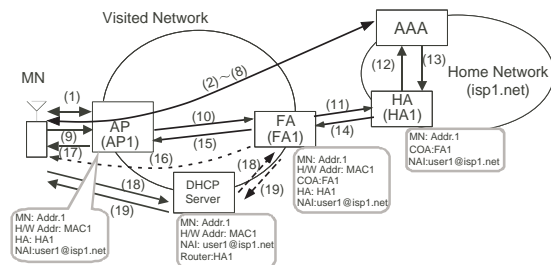 Visited Network
AAA
MN
(1)
(2)~(8)
(12)
(13)
Home Network
(isp1.net)
AP
(AP1)
(9)
(10)
(15)
FA
(FA1)
(11)
(14)
HA
(HA1)
(17)
(16)
(18)
(19)
DHCP
Server
(18)
(19)
MN: Addr.1
COA:FA1
NAI:user1@isp1.net
MN: Addr.1
H/W Addr: MAC1
COA:FA1
HA: HA1
NAI:user1@isp1.net
MN: Addr.1
H/W Addr: MAC1
HA: HA1
NAI:user1@isp1.net
MN: Addr.1
H/W Addr: MAC1
NAI: user1@isp1.net
Router:HA1